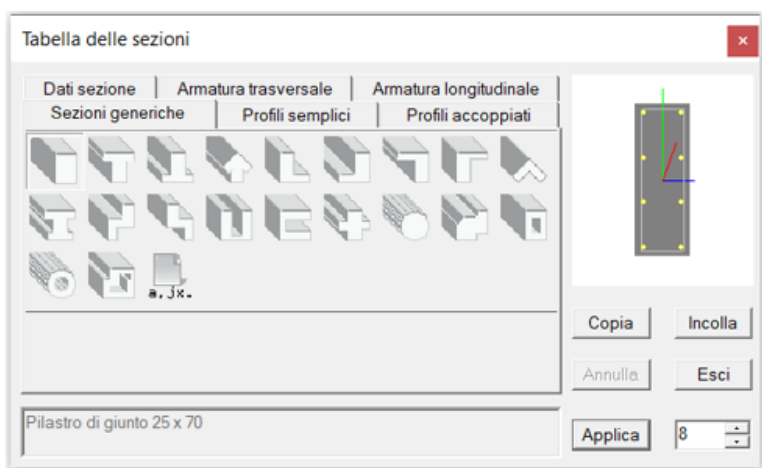 Tabella delle sezioni
Dati sezione Armatura trasversale Armatura longitudinale
Sezioni generiche Profili semplici Profili accoppiati
a,jx.
Copia Incolla
Annulla Esci
Pilastro di giunto 25 x 70
Applica 8